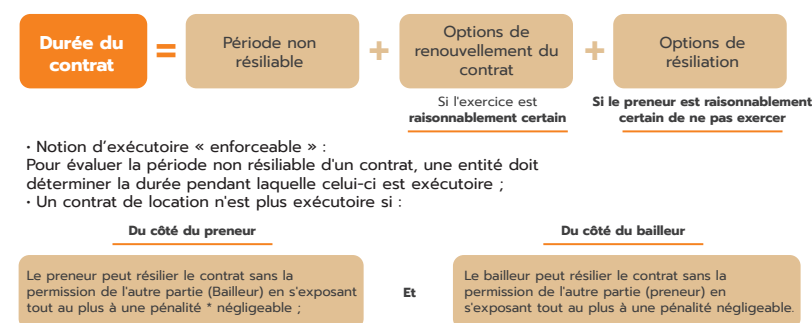 Durée du
contrat
=
Période non
résiliable
+
Options de
renouvellement du
contrat
+
Options de
résiliation
Si l'exercice est
raisonnablement certain
Si le preneur est raisonnablement
certain de ne pas exercer
• Notion d'exécutoire « enforceable » :
Pour évaluer la période non résiliable d'un contrat, une entité doit
déterminer la durée pendant laquelle celui-ci est exécutoire ;
• Un contrat de location n'est plus exécutoire si :
Du côté du preneur
Le preneur peut résilier le contrat sans la
permission de l'autre partie (Bailleur) en s'exposant
tout au plus à une pénalité * négligeable ;
Et
Du côté du bailleur
Le bailleur peut résilier le contrat sans la
permission de l'autre partie (preneur) en
s'exposant tout au plus à une pénalité négligeable.